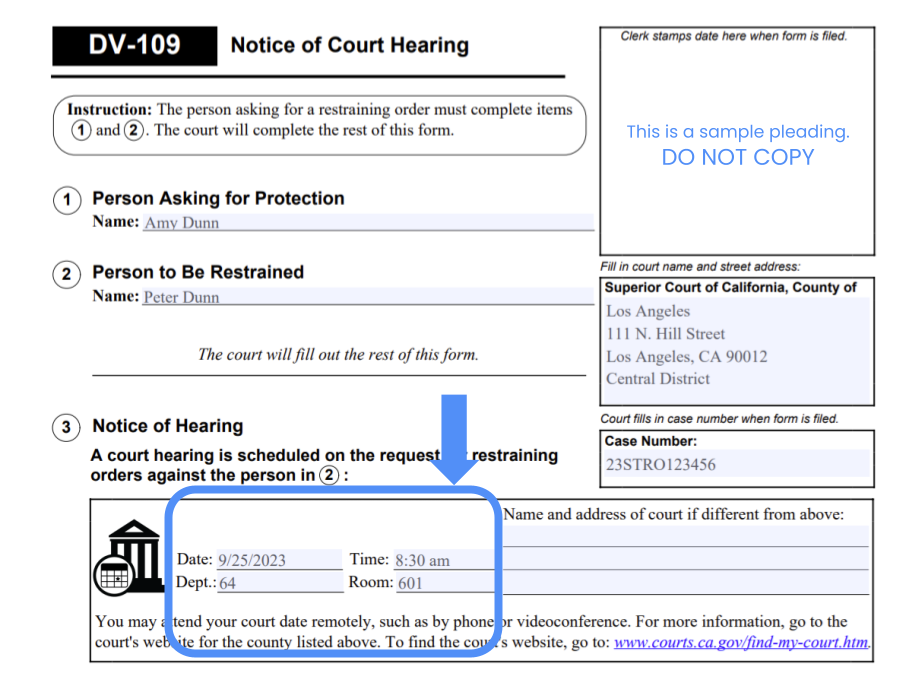 DV-109 Notice of Court Hearing
Clerk stamps date here when form is filed.
This is a sample pleading.
DO NOT COPY
Instruction: The person asking for a restraining order must complete items
1 and 2. The court will complete the rest of this form.
1 Person Asking for Protection
Name: Amy Dunn
2 Person to Be Restrained
Name: Peter Dunn
The court will fill out the rest of this form.
Fill in court name and street address:
Superior Court of California, County of
Los Angeles
111 N. Hill Street
Los Angeles, CA 90012
Central District
Court fills in case number when form is filed.
Case Number:
23STRO123456
3 Notice of Hearing
A court hearing is scheduled on the request restraining
orders against the person in 2 :
Name and address of court if different from above:
Date: 9/25/2023 Time: 8:30 am
Dept.: 64 Room: 601
You may attend your court date remotely, such as by phone or videoconference. For more information, go to the
court's website for the county listed above. To find the court's website, go to: www.courts.ca.gov/find-my-court.htm.